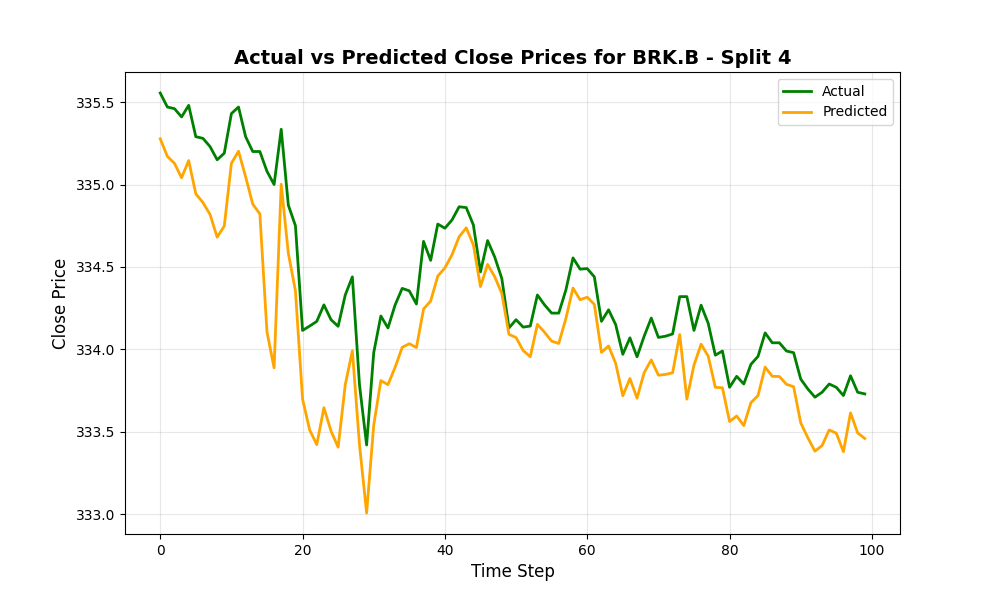 Actual vs Predicted Close Prices for BRK.B - Split 4
Actual
Predicted
Close Price
335.5
335.0
334.5
334.0
333.5
333.0
0 20 40 60 80 100
Time Step